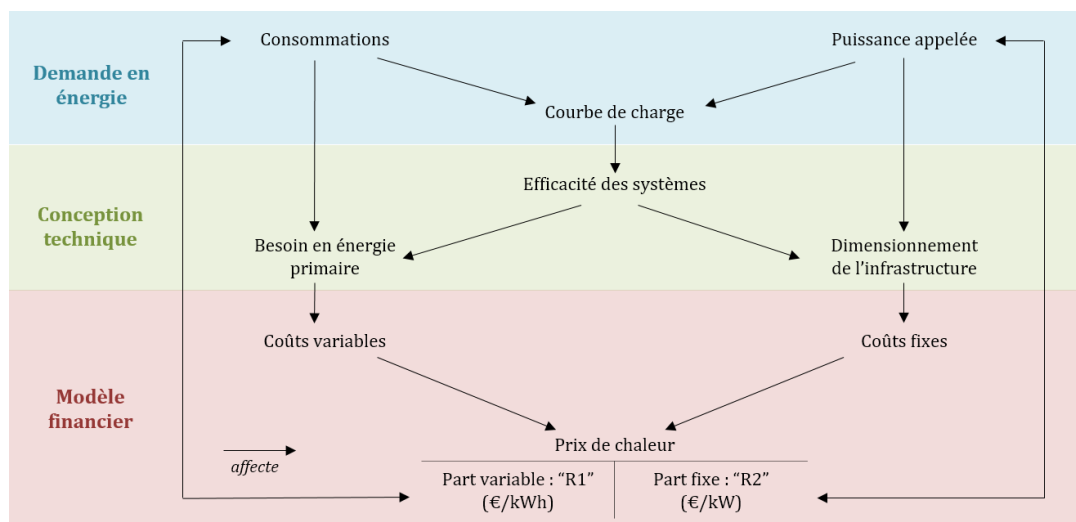 Consommations
Puissance appelée
Demande en
énergie
Courbe de charge
Efficacité des systèmes
Conception
technique
Besoin en énergie
primaire
Dimensionnement
de l’infrastructure
Coûts variables
Coûts fixes
Modèle
financier
Prix de chaleur
affecte
Part variable : “R1”
(€/kWh)
Part fixe : “R2”
(€/kW)